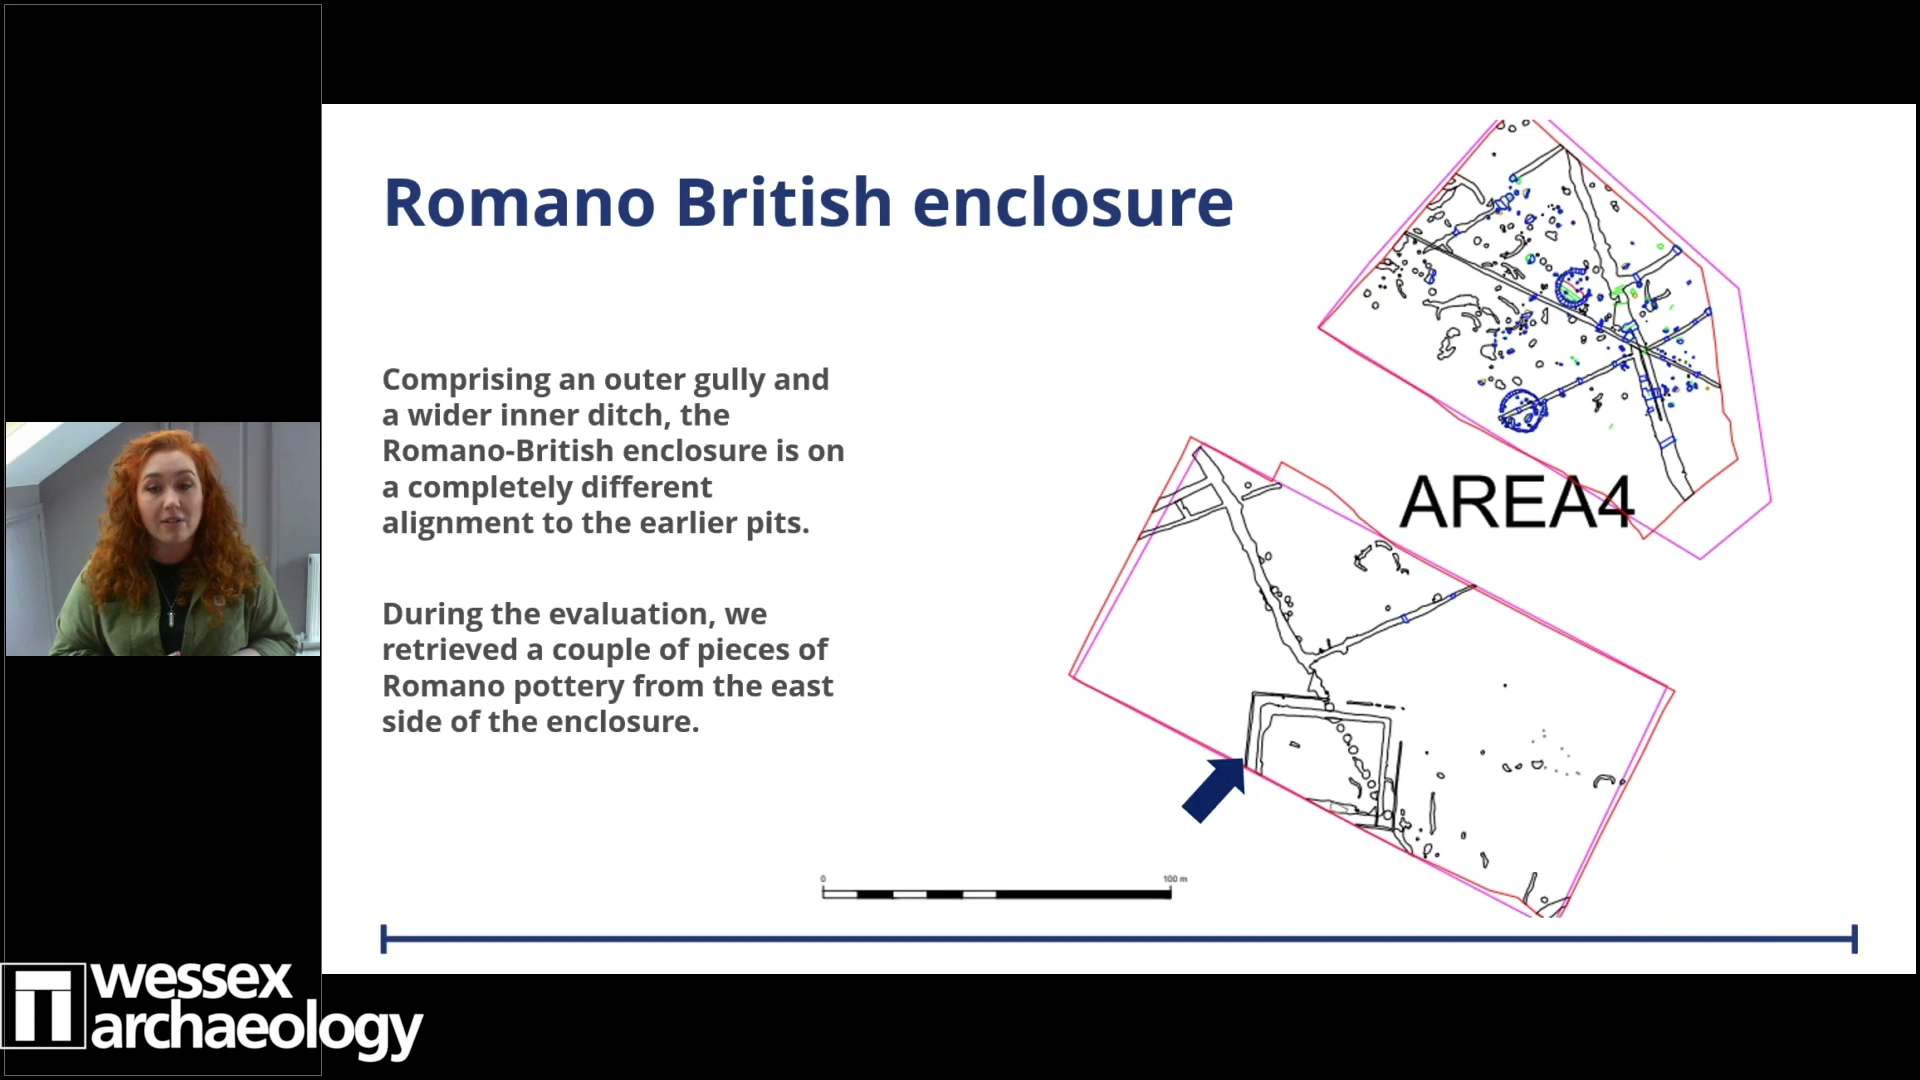 Romano British enclosure
Comprising an outer gully and
a wider inner ditch, the
Romano-British enclosure is on
a completely different
alignment to the earlier pits.
During the evaluation, we
retrieved a couple of pieces of
Romano pottery from the east
side of the enclosure.
AREA4
0 100 m
wessex
archaeology